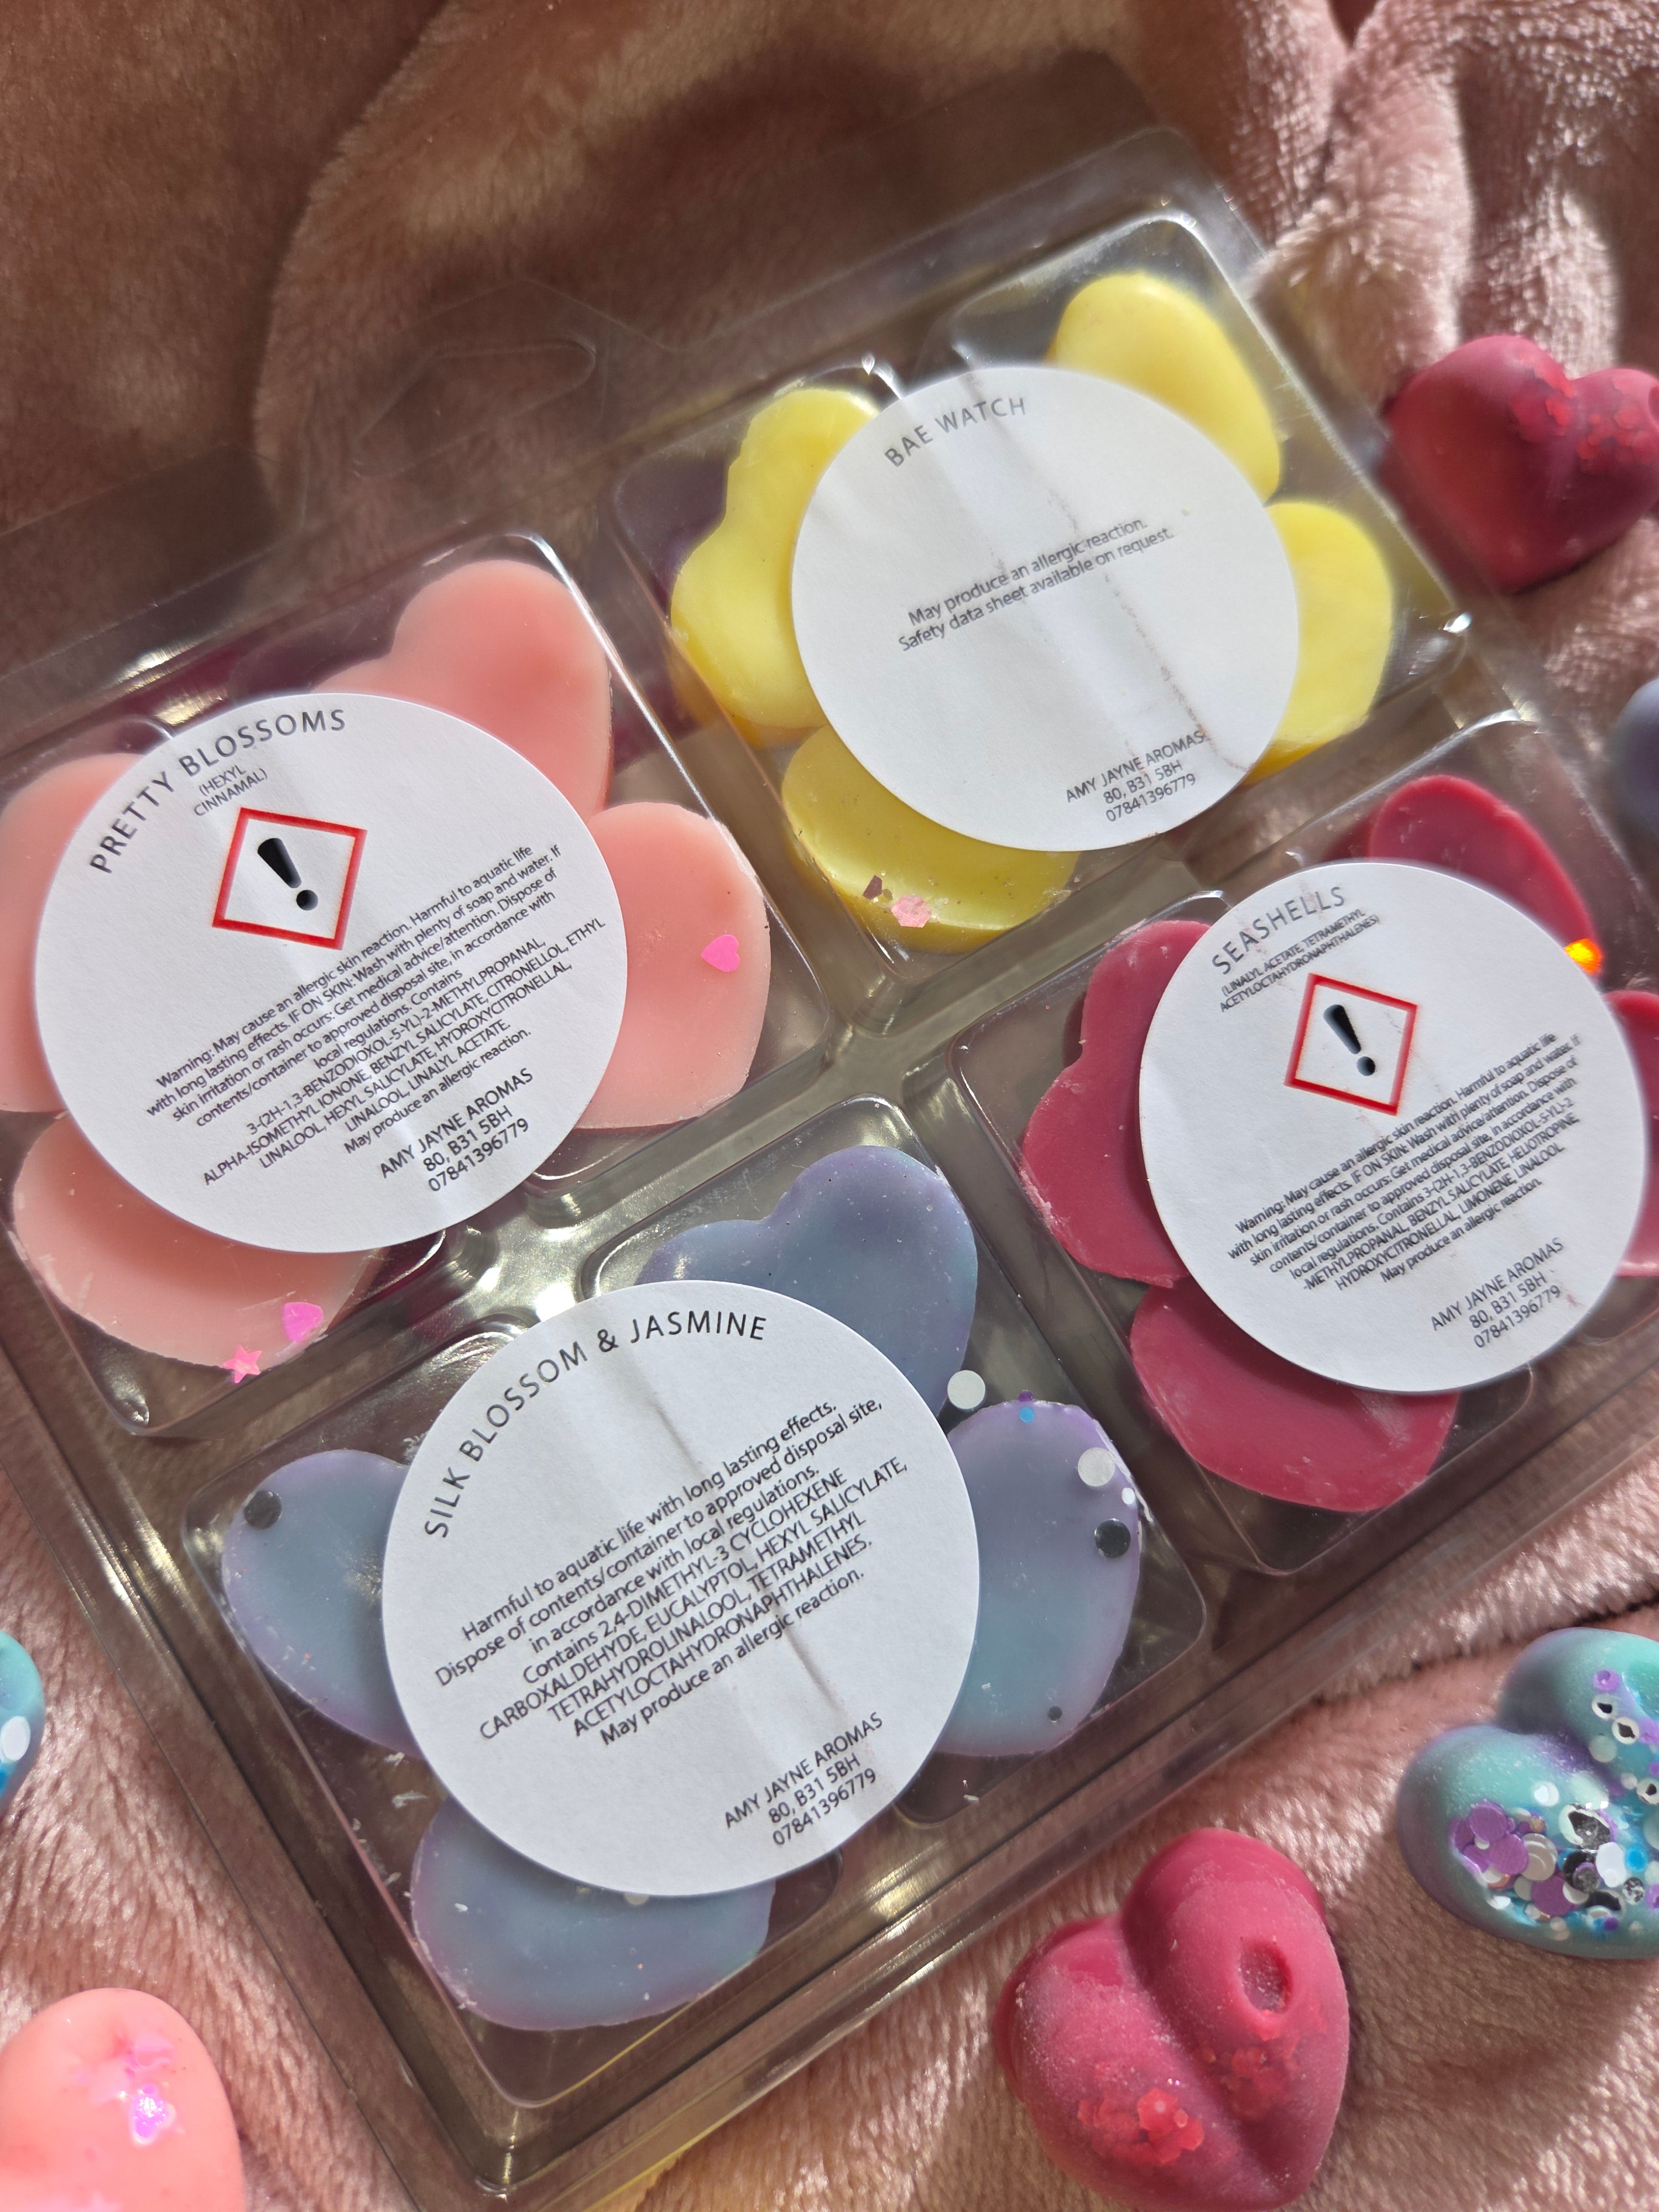 BAE WATCH
May produce an allergic reaction.
Safety data sheet available on request.
AMY JAYNE AROMAS
80, B31 5BH
07841396779
PRETTY BLOSSOMS
(HEXYL
CINNAMAL)
Warning: May cause an allergic skin reaction. Harmful to aquatic life
with long lasting effects. IF ON SKIN: Wash with plenty of soap and water. If
skin irritation or rash occurs: Get medical advice/attention. Dispose of
contents/container to approved disposal site, in accordance with
local regulations. Contains
3-(2H-1,3-BENZODIOXOL-5-YL)-2-METHYLPROPANAL,
ALPHA-ISOMETHYL IONONE, BENZYL SALICYLATE, CITRONELLOL, ETHYL
LINALOOL, HEXYL SALICYLATE, HYDROXYCITRONELLAL,
LINALOOL, LINALYL ACETATE.
May produce an allergic reaction.
AMY JAYNE AROMAS
80, B31 5BH
07841396779
SEASHELLS
(LINALYL ACETATE, TETRAMETHYL
ACETYLOCTAHYDRONAPHTHALENES)
Warning: May cause an allergic skin reaction. Harmful to aquatic life
with long lasting effects. IF ON SKIN: Wash with plenty of soap and water. If
skin irritation or rash occurs: Get medical advice/attention. Dispose of
contents/container to approved disposal site, in accordance with
local regulations. Contains 3-(2H-1,3-BENZODIOXOL-5-YL)-2
-METHYLPROPANAL, BENZYL SALICYLATE, HELIOTROPINE
HYDROXYCITRONELLAL, LIMONENE, LINALOOL
May produce an allergic reaction.
AMY JAYNE AROMAS
80, B31 5BH
07841396779
SILK BLOSSOM & JASMINE
Harmful to aquatic life with long lasting effects.
Dispose of contents/container to approved disposal site,
in accordance with local regulations.
Contains 2,4-DIMETHYL-3 CYCLOHEXENE
CARBOXALDEHYDE, EUCALYPTOL, HEXYL SALICYLATE,
TETRAHYDROLINALOOL, TETRAMETHYL
ACETYLOCTAHYDRONAPHTHALENES.
May produce an allergic reaction.
AMY JAYNE AROMAS
80, B31 5BH
07841396779